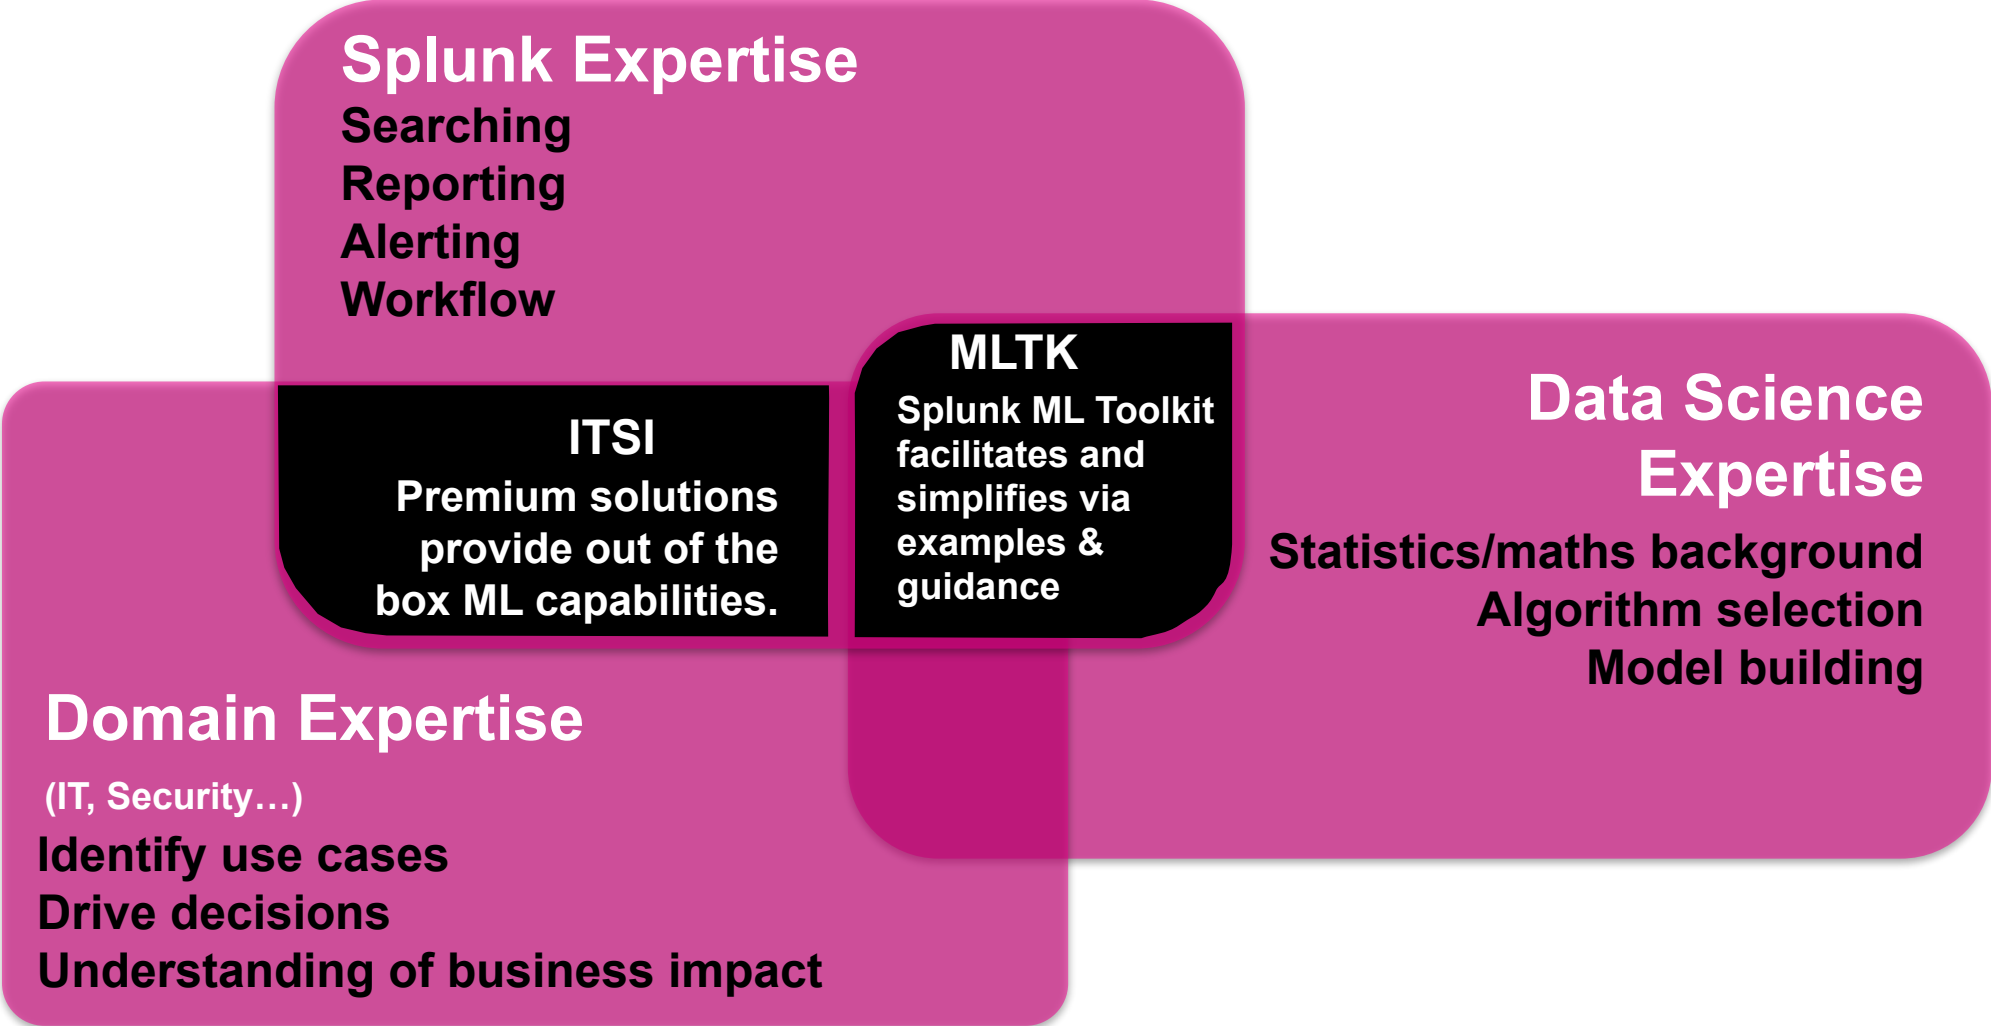 Splunk Expertise
Searching
Reporting
Alerting
Workflow
MLTK
Splunk ML Toolkit
facilitates and
simplifies via
examples &
guidance
ITSI
Premium solutions
provide out of the
box ML capabilities.
Data Science
Expertise
Statistics/maths background
Algorithm selection
Model building
Domain Expertise
(IT, Security…)
Identify use cases
Drive decisions
Understanding of business impact